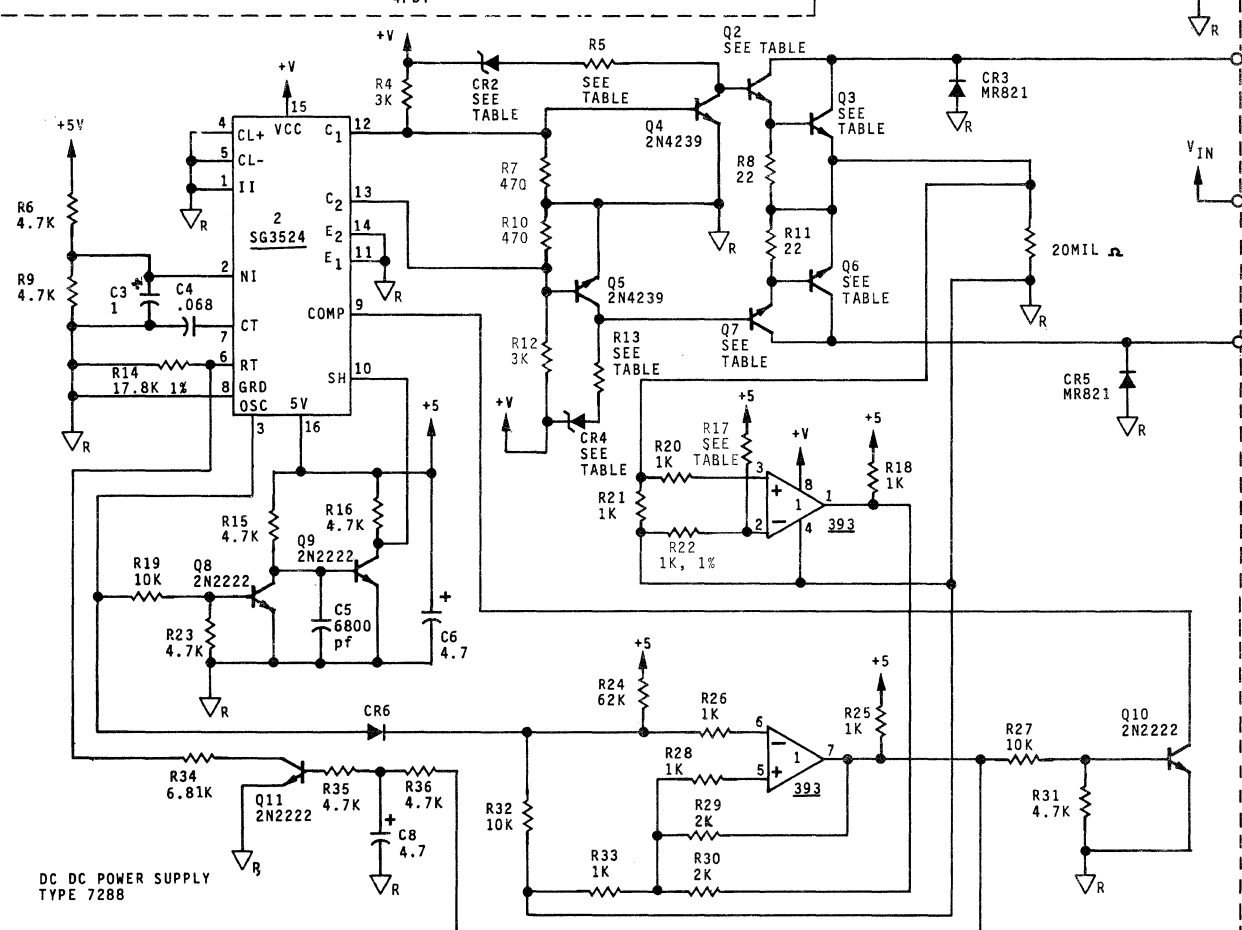 +V
R5
SEE
TABLE
Q2
SEE TABLE
R
R4
3K
CR2
SEE
TABLE
CR3
MR821
R
+V
15
VCC
+5V
4
CL+
5
CL-
1
II
R
C1
12
Q4
2N4239
Q3
SEE
TABLE
R7
470
R8
22
VIN
C2
13
R6
4.7K
2
SG3524
E2
14
E1
11
R
R10
470
R
R11
22
20MIL Ω
R9
4.7K
2
NI
C3
1
C4
.068
CT
7
COMP
9
Q5
2N4239
Q6
SEE
TABLE
R
R12
3K
R13
SEE
TABLE
Q7
SEE
TABLE
R14
17.8K 1%
6
RT
8
GRD
OSC
3
5V
16
SH
10
CR5
MR821
R
R
+5
+V
CR4
SEE
TABLE
+5
R17
SEE
TABLE
+V
+5
R18
1K
R20
1K
3
+
8
1
1
R21
1K
R22
1K, 1%
2
−
4
393
R15
4.7K
R16
4.7K
R19
10K
Q8
2N2222
Q9
2N2222
R23
4.7K
C5
6800
pf
+
C6
4.7
R
+5
R24
62K
CR6
R26
1K
6
−
+5
R25
1K
7
R28
1K
5
+
1
393
R27
10K
Q10
2N2222
R29
2K
R31
4.7K
R
R34
6.81K
Q11
2N2222
R
R35
4.7K
R36
4.7K
+
C8
4.7
R
R32
10K
R33
1K
R30
2K
DC DC POWER SUPPLY
TYPE 7288